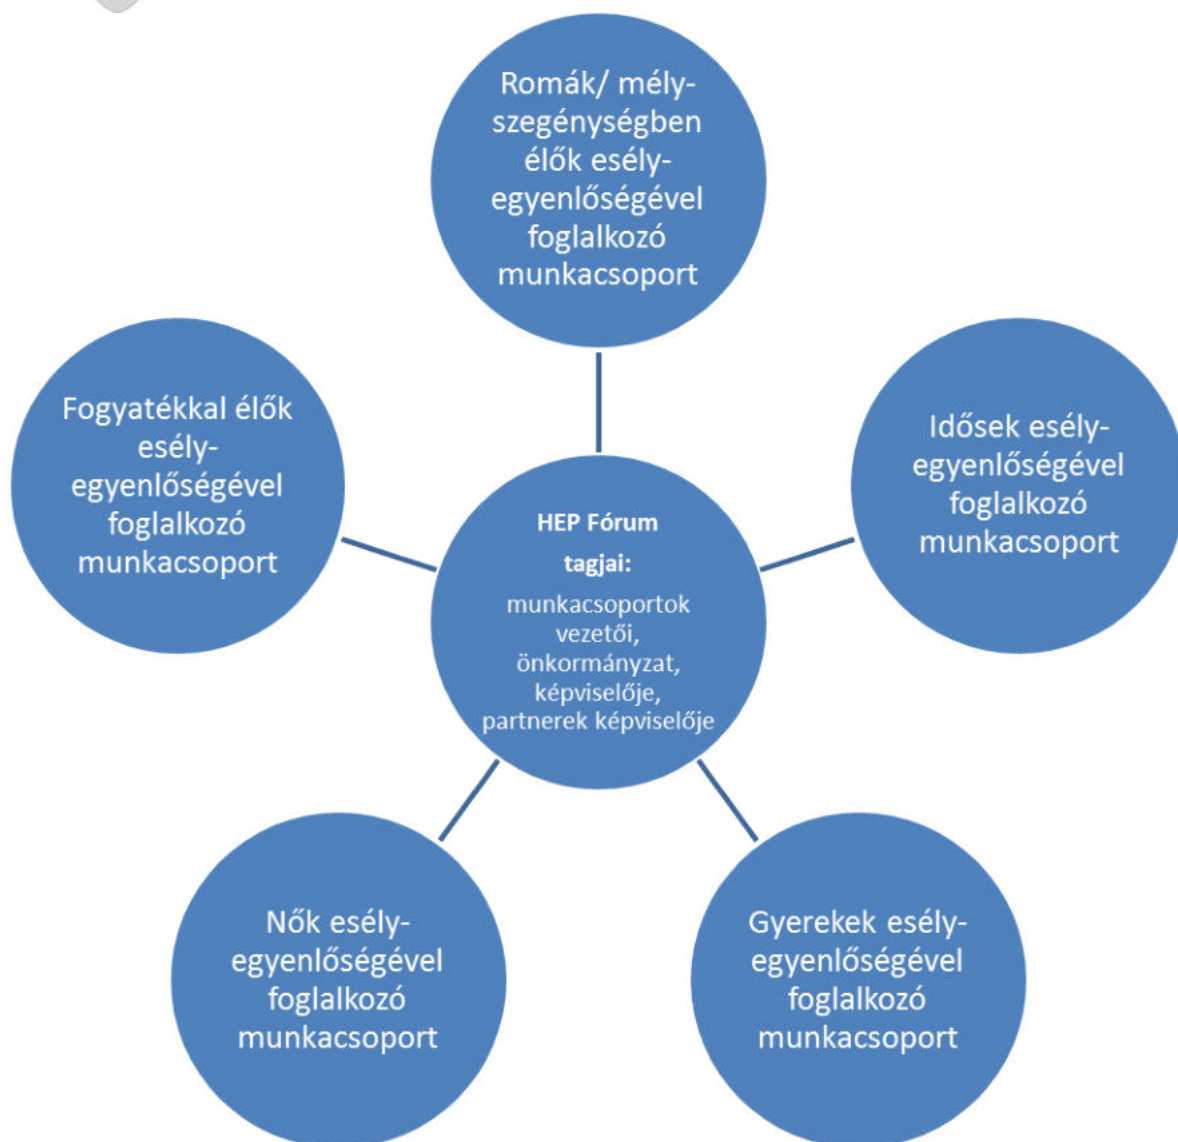 Romák/ mély-
szegénységben
élők esély-
egyenlőségével
foglalkozó
munkacsoport
Fogyatékkal élők
esély-
egyenlőségével
foglalkozó
munkacsoport
Idősek esély-
egyenlőségével
foglalkozó
munkacsoport
HEP Fórum
tagjai:
munkacsoportok
vezetői,
önkormányzat,
képviselője,
partnerek képviselője
Nők esély-
egyenlőségével
foglalkozó
munkacsoport
Gyerekek esély-
egyenlőségével
foglalkozó
munkacsoport